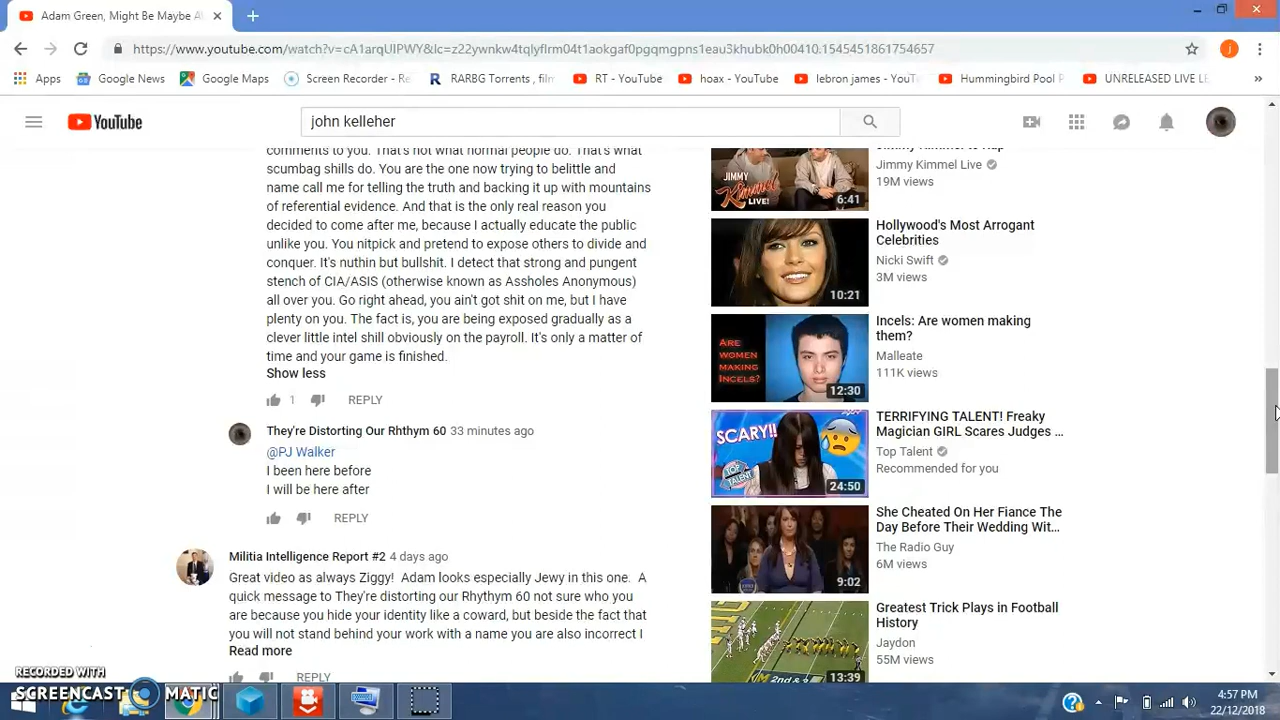 Adam Green, Might Be Maybe A
https://www.youtube.com/watch?v=cA1arqUIPWY&lc=z22ywnkw4tqlyflrm04t1aokgaf0pgqmgpns1eau3khubk0h00410.1545451861754657
j
Apps Google News Google Maps Screen Recorder - Re RARBG Torrents , film RT - YouTube hoax - YouTube lebron james - YouT Hummingbird Pool P UNRELEASED LIVE LE »
YouTube
john kelleher
comments to you. That's not what normal people do. That's what
scumbag shills do. You are the one now trying to belittle and
name call me for telling the truth and backing it up with mountains
of referential evidence. And that is the only real reason you
decided to come after me, because I actually educate the public
unlike you. You nitpick and pretend to expose others to divide and
conquer. It's nuthin but bullshit. I detect that strong and pungent
stench of CIA/ASIS (otherwise known as Assholes Anonymous)
all over you. Go right ahead, you ain't got shit on me, but I have
plenty on you. The fact is, you are being exposed gradually as a
clever little intel shill obviously on the payroll. It's only a matter of
time and your game is finished.
Show less
1 REPLY
They're Distorting Our Rhthym 60 33 minutes ago
@PJ Walker
I been here before
I will be here after
REPLY
Militia Intelligence Report #2 4 days ago
Great video as always Ziggy! Adam looks especially Jewy in this one. A
quick message to They're distorting our Rhythym 60 not sure who you
are because you hide your identity like a coward, but beside the fact that
you will not stand behind your work with a name you are also incorrect I
Read more
REPLY
JIMMY
KIMMEL
LIVE!
6:41
Jimmy Kimmel Live
19M views
10:21
Hollywood's Most Arrogant
Celebrities
Nicki Swift
3M views
ARE
WOMEN
MAKING
INCELS?
12:30
Incels: Are women making
them?
Malleate
111K views
SCARY!!
TOP
TALENT
24:50
TERRIFYING TALENT! Freaky
Magician GIRL Scares Judges ...
Top Talent
Recommended for you
9:02
She Cheated On Her Fiance The
Day Before Their Wedding Wit...
The Radio Guy
6M views
13:39
Greatest Trick Plays in Football
History
Jaydon
55M views
RECORDED WITH
SCREENCAST MATIC
4:57 PM
22/12/2018